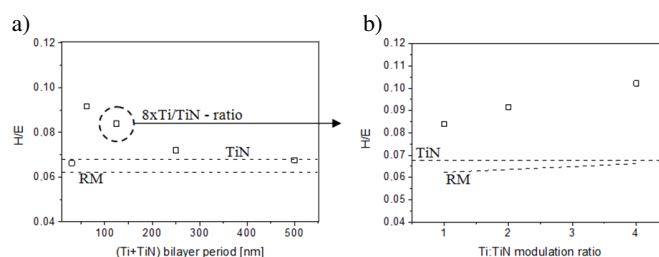 a)
H/E
0.12
0.10
0.08
0.06
0.04
8xTi/TiN - ratio
TiN
RM
0
100
200
300
400
500
(Ti+TiN) bilayer period [nm]
b)
H/E
0.12
0.11
0.10
0.09
0.08
0.07
0.06
0.05
0.04
TiN
RM
1
2
3
4
Ti:TiN modulation ratio